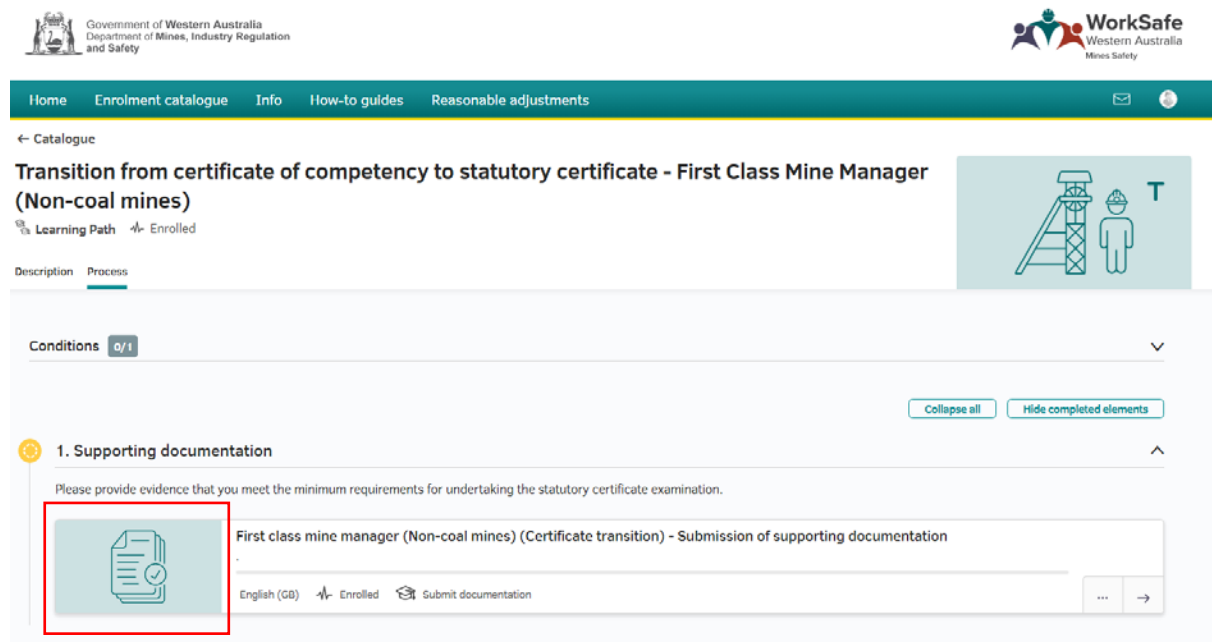 Government of Western Australia
Department of Mines, Industry Regulation
and Safety
WorkSafe
Western Australia
Mines Safety
Home Enrolment catalogue Info How-to guides Reasonable adjustments
← Catalogue
Transition from certificate of competency to statutory certificate - First Class Mine Manager
(Non-coal mines)
Learning Path Enrolled
T
Description Process
Conditions 0/1
Collapse all Hide completed elements
1. Supporting documentation
Please provide evidence that you meet the minimum requirements for undertaking the statutory certificate examination.
First class mine manager (Non-coal mines) (Certificate transition) - Submission of supporting documentation
.
English (GB) Enrolled Submit documentation
... →